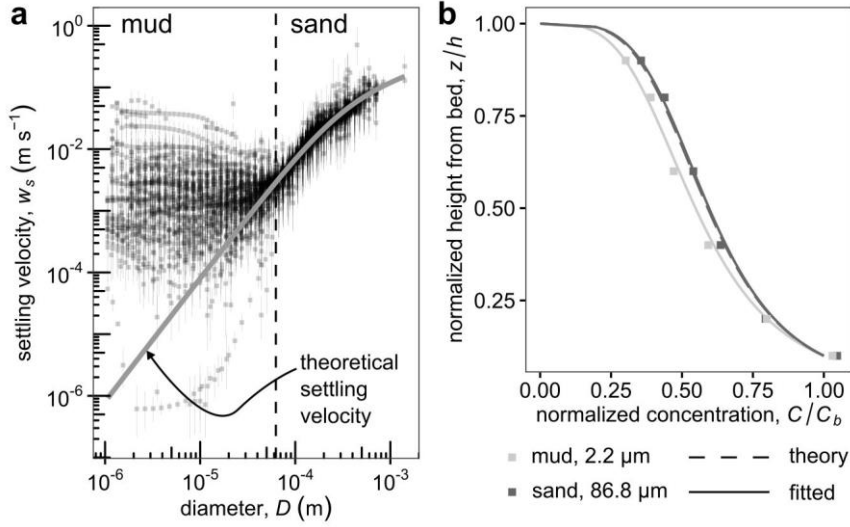 a
mud
sand
10⁰
10⁻²
10⁻⁴
10⁻⁶
settling velocity, wₛ (m s⁻¹)
theoretical
settling
velocity
10⁻⁶
10⁻⁵
10⁻⁴
10⁻³
diameter, D (m)
b
1.00
0.75
0.50
0.25
normalized height from bed, z/h
0.00
0.25
0.50
0.75
1.00
normalized concentration, C/C_b
mud, 2.2 μm
theory
sand, 86.8 μm
fitted